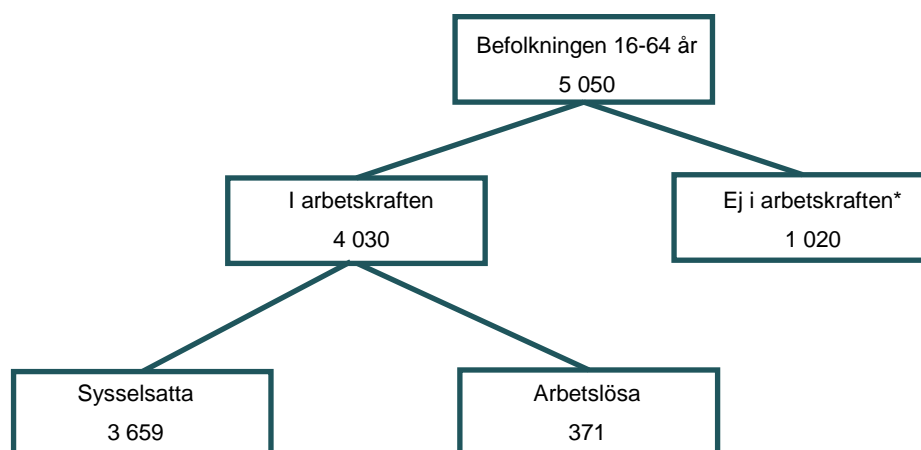 Befolkningen 16-64 år
5 050
I arbetskraften
4 030
Ej i arbetskraften*
1 020
Sysselsatta
3 659
Arbetslösa
371